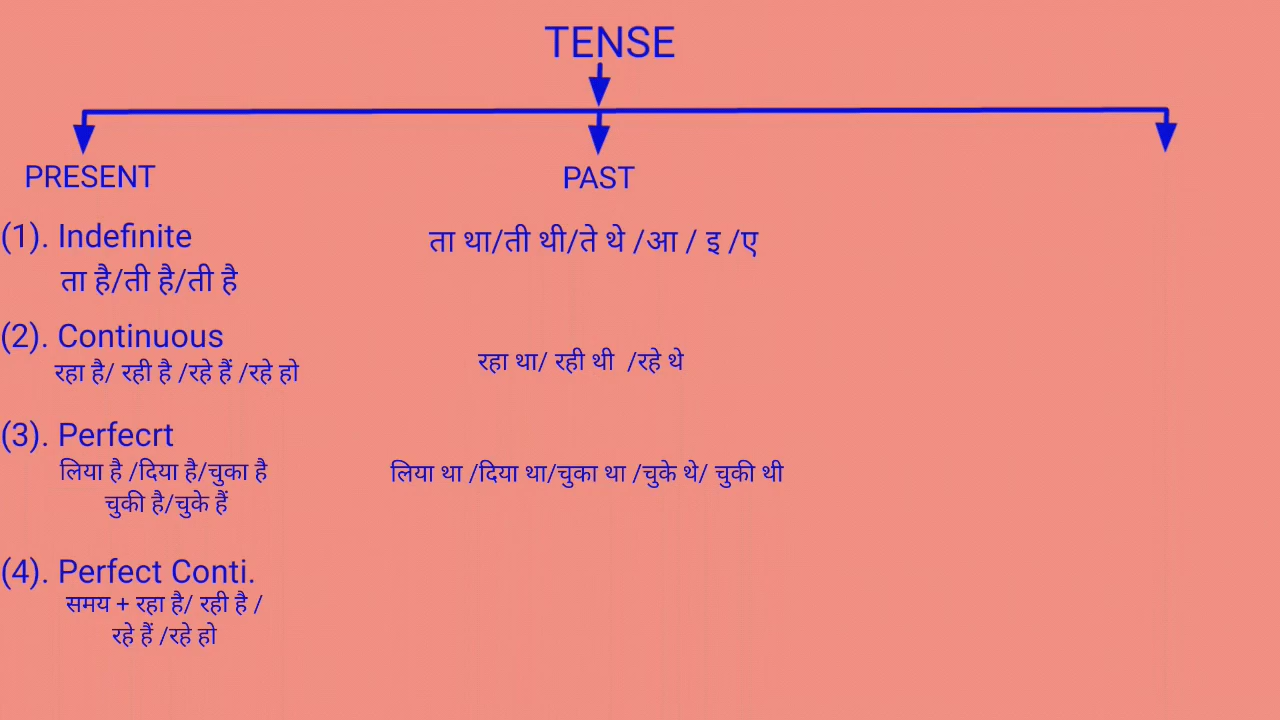 TENSE
PRESENT
PAST
(1). Indefinite
ता है/ती है/ती है
ता था/ती थी/ते थे /आ / इ /ए
(2). Continuous
रहा है/ रही है /रहे हैं /रहे हो
रहा था/ रही थी /रहे थे
(3). Perfecrt
लिया है /दिया है/चुका है
चुकी है/चुके हैं
लिया था /दिया था/चुका था /चुके थे/ चुकी थी
(4). Perfect Conti.
समय + रहा है/ रही है /
रहे हैं /रहे हो